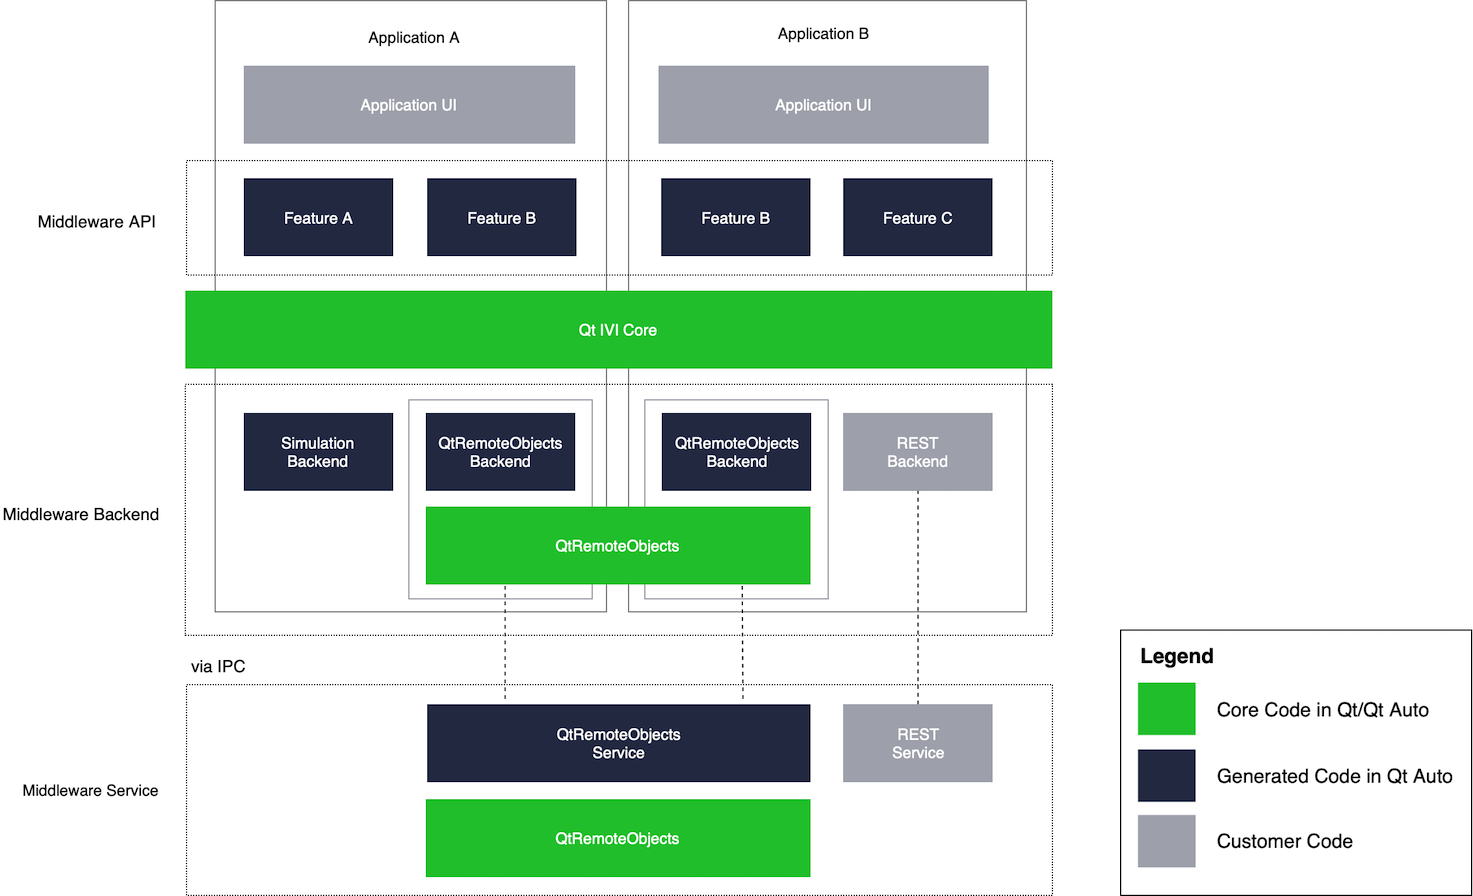 Application A
Application B
Application UI
Application UI
Middleware API
Feature A
Feature B
Feature B
Feature C
Qt IVI Core
Middleware Backend
Simulation
Backend
QtRemoteObjects
Backend
QtRemoteObjects
Backend
REST
Backend
QtRemoteObjects
via IPC
Middleware Service
QtRemoteObjects
Service
REST
Service
QtRemoteObjects
Legend
Core Code in Qt/Qt Auto
Generated Code in Qt Auto
Customer Code